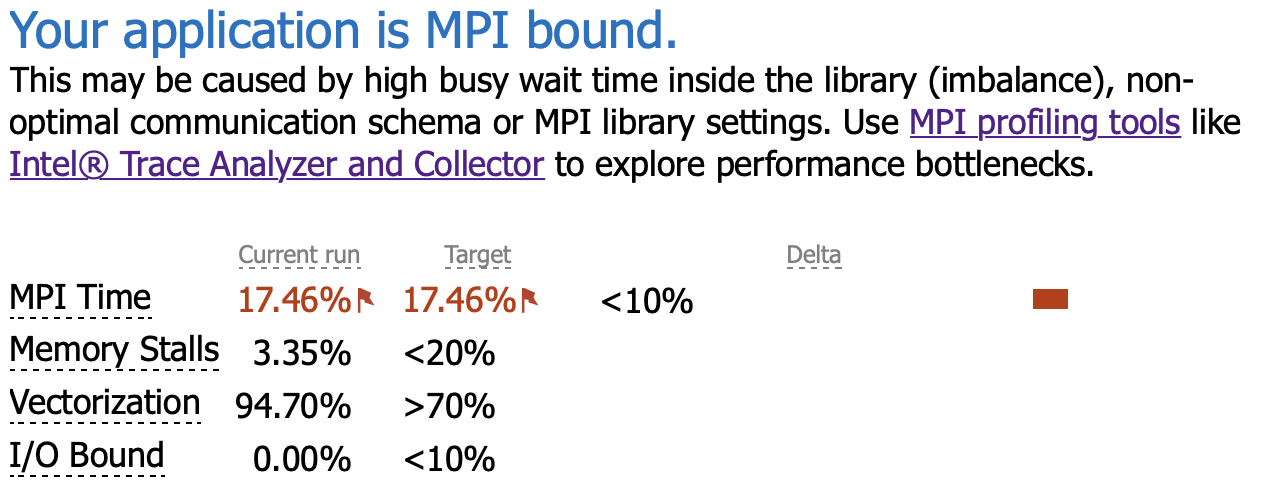 Your application is MPI bound.
This may be caused by high busy wait time inside the library (imbalance), non-
optimal communication schema or MPI library settings. Use MPI profiling tools like
Intel® Trace Analyzer and Collector to explore performance bottlenecks.
Current run Target Delta
MPI Time 17.46% 17.46% <10%
Memory Stalls 3.35% <20%
Vectorization 94.70% >70%
I/O Bound 0.00% <10%